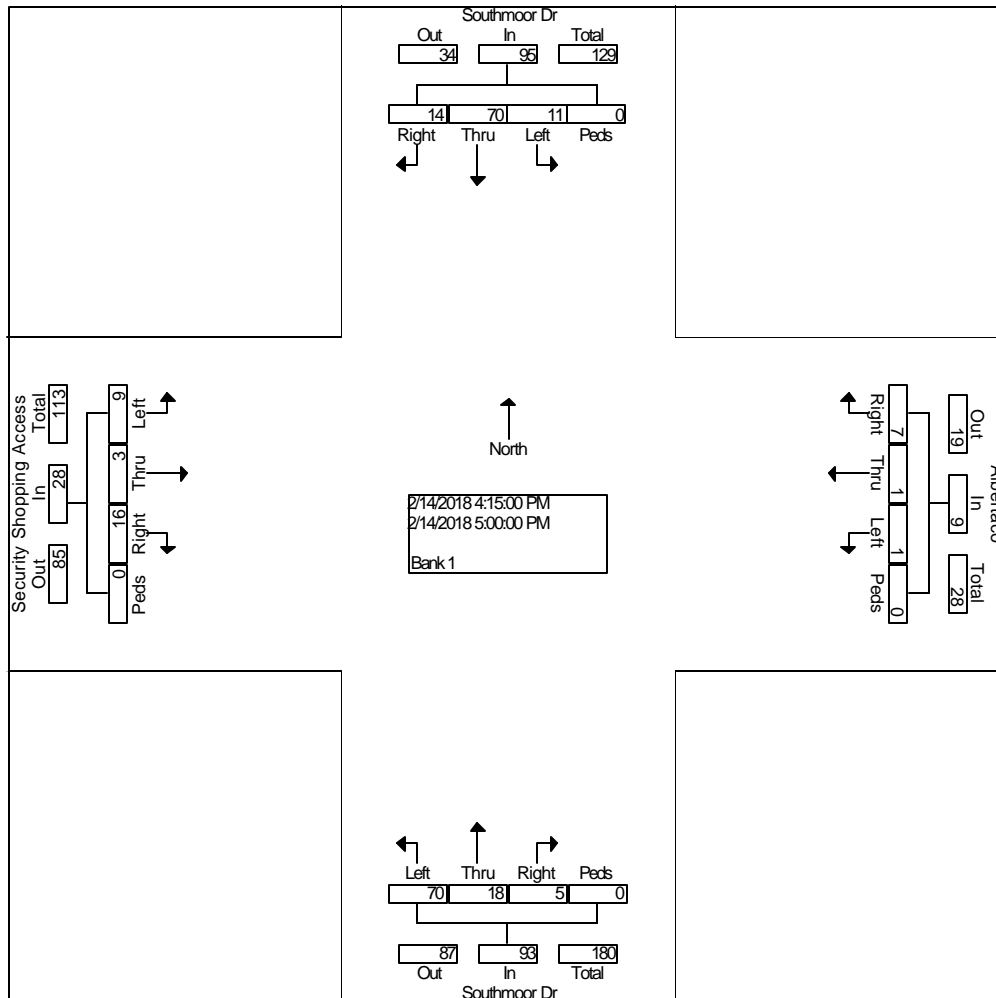 Southmoor Dr
Out In Total
34 95 129
14 70 11 0
Right Thru Left Peds
Security Shopping Access
Total In Out
113 28 85
9 3 16 0
Left Thru Right Peds
North
2/14/2018 4:15:00 PM
2/14/2018 5:00:00 PM
Bank 1
Right Thru Left Peds
7 1 1 0
19 9 28
Out In Total
Left Thru Right Peds
70 18 5 0
87 93 180
Out In Total
Southmoor Dr